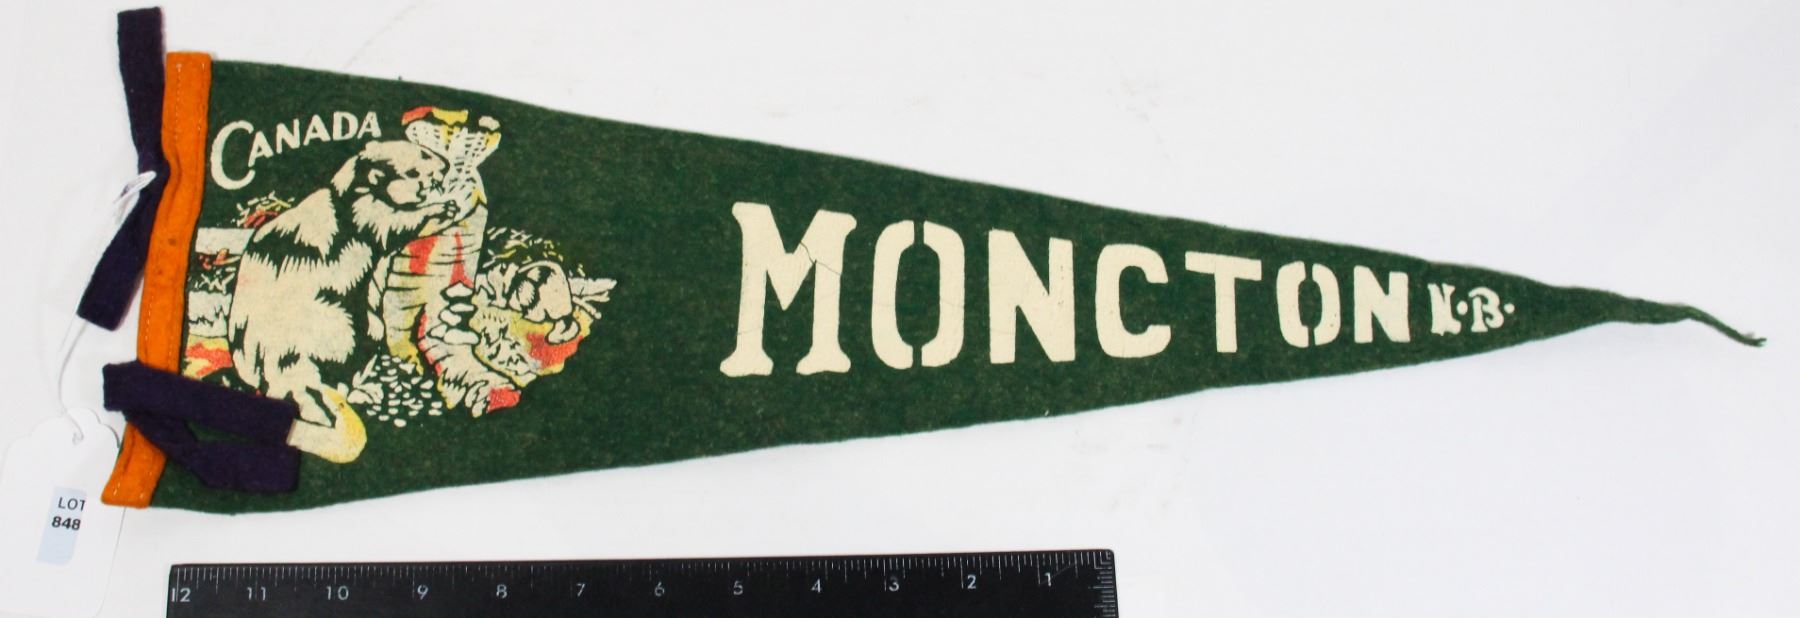 CANADA
MONCTON N.B.
LOT
848
12 11 10 9 8 7 6 5 4 3 2 1